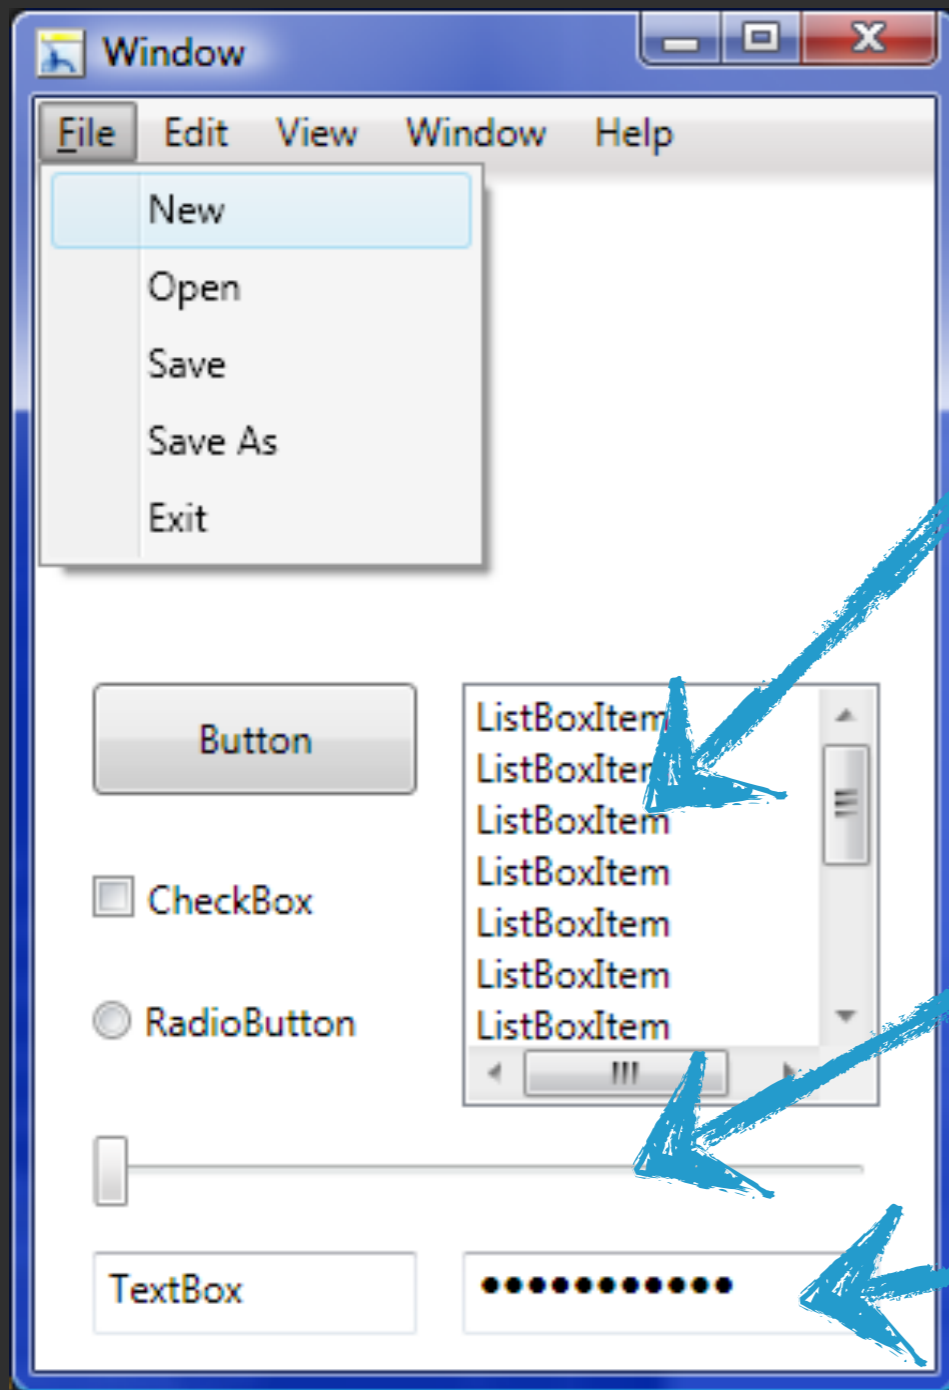 Window
File Edit View Window Help
New
Open
Save
Save As
Exit
Button
CheckBox
RadioButton
ListBoxItem
ListBoxItem
ListBoxItem
ListBoxItem
ListBoxItem
ListBoxItem
ListBoxItem
TextBox
●●●●●●●●●●●